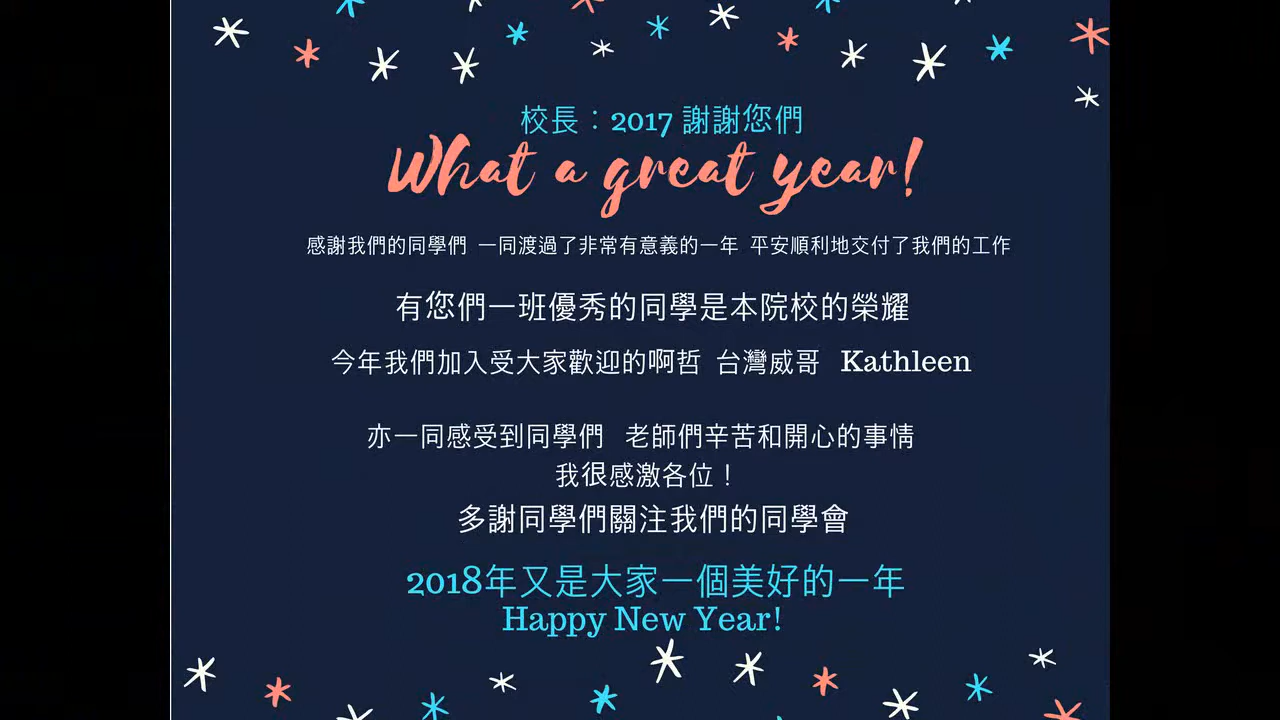 校長：2017 謝謝您們
What a great year!
感謝我們的同學們 一同渡過了非常有意義的一年 平安順利地交付了我們的工作
有您們一班優秀的同學是本院校的榮耀
今年我們加入受大家歡迎的啊哲 台灣威哥 Kathleen
亦一同感受到同學們 老師們辛苦和開心的事情
我很感激各位！
多謝同學們關注我們的同學會
2018年又是大家一個美好的一年
Happy New Year!